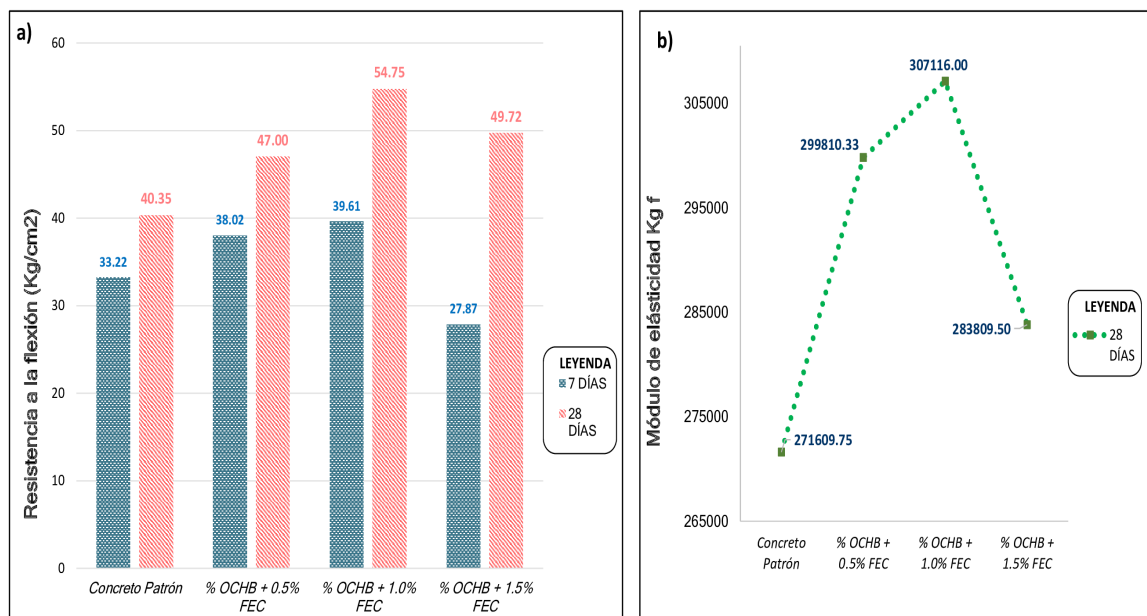 a)
Resistencia a la flexión (Kg/cm2)
60
50
40
30
20
10
0
33.22
40.35
38.02
47.00
39.61
54.75
27.87
49.72
Concreto Patrón
% OCHB + 0.5%
FEC
% OCHB + 1.0%
FEC
% OCHB + 1.5%
FEC
LEYENDA
7 DÍAS
28
DÍAS
b)
Módulo de elásticidad Kg f
305000
295000
285000
275000
265000
271609.75
299810.33
307116.00
283809.50
Concreto
Patrón
% OCHB +
0.5% FEC
% OCHB +
1.0% FEC
% OCHB +
1.5% FEC
LEYENDA
28
DÍAS